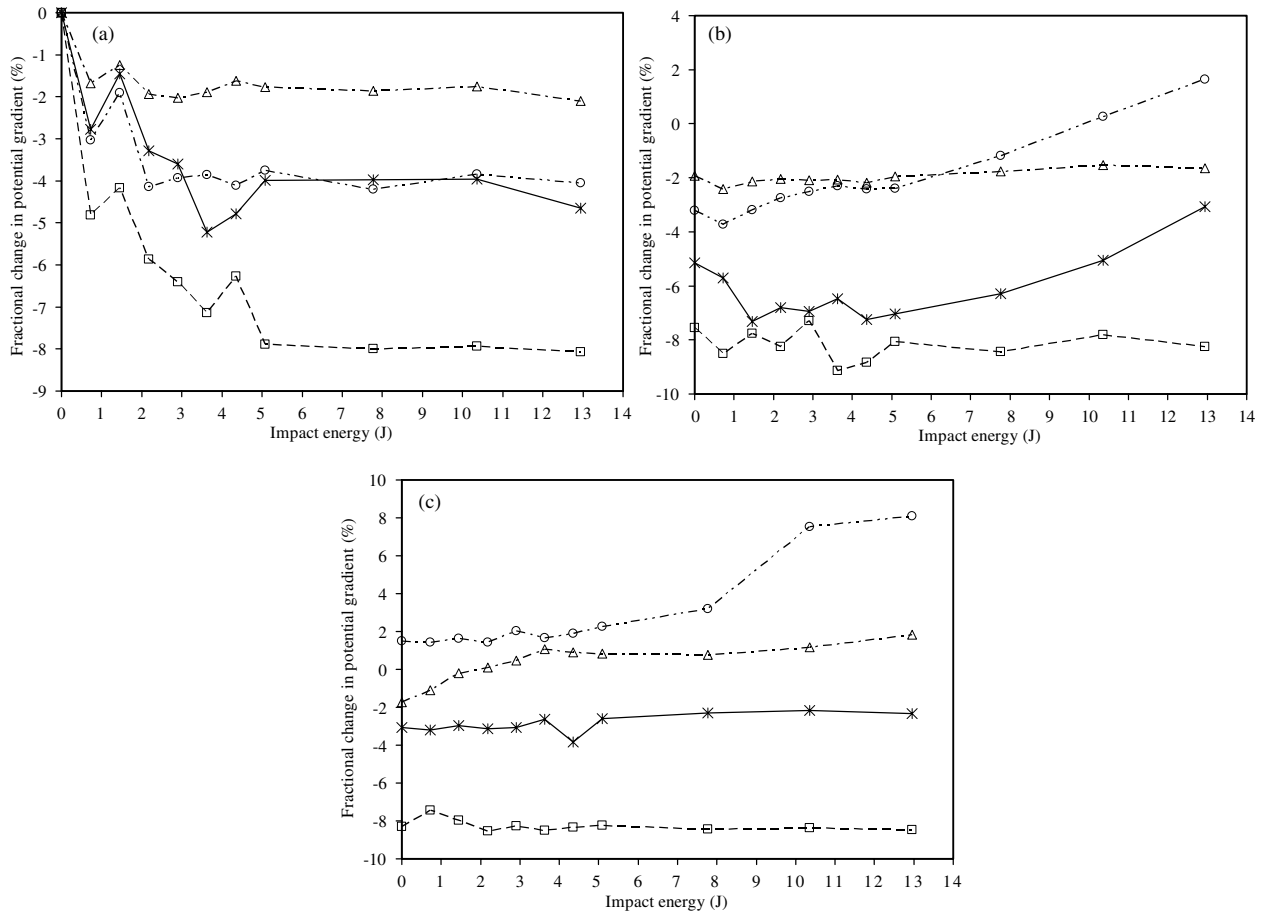 (a)
Fractional change in potential gradient (%)
0
-1
-2
-3
-4
-5
-6
-7
-8
-9
0 1 2 3 4 5 6 7 8 9 10 11 12 13 14
Impact energy (J)
(b)
Fractional change in potential gradient (%)
4
2
0
-2
-4
-6
-8
-10
0 1 2 3 4 5 6 7 8 9 10 11 12 13 14
Impact energy (J)
(c)
Fractional change in potential gradient (%)
10
8
6
4
2
0
-2
-4
-6
-8
-10
0 1 2 3 4 5 6 7 8 9 10 11 12 13 14
Impact energy (J)